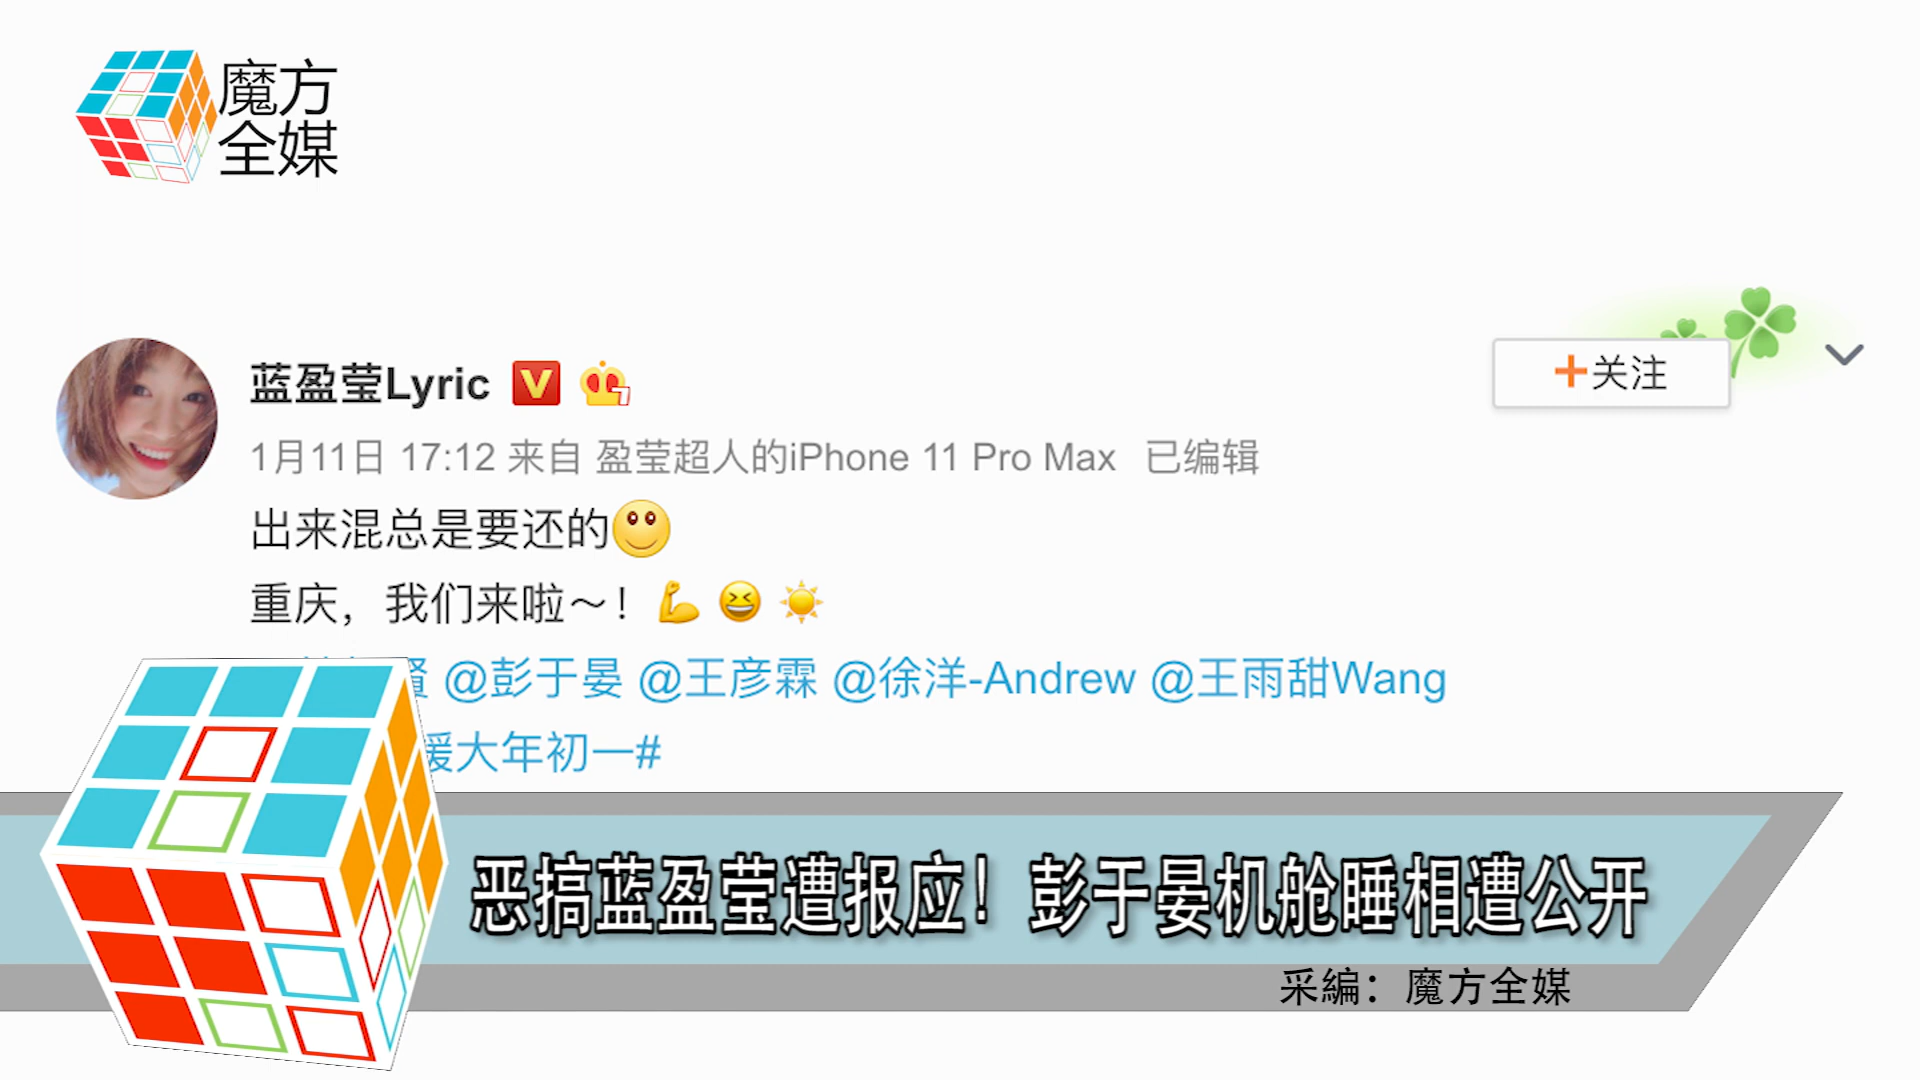 魔方
全媒
蓝盈莹Lyric
1月11日 17:12 来自 盈莹超人的iPhone 11 Pro Max 已编辑
+关注
出来混总是要还的
重庆，我们来啦～！
@彭于晏 @王彦霖 @徐洋-Andrew @王雨甜Wang
大年初一#
恶搞蓝盈莹遭报应！彭于晏机舱睡相遭公开
采编：魔方全媒